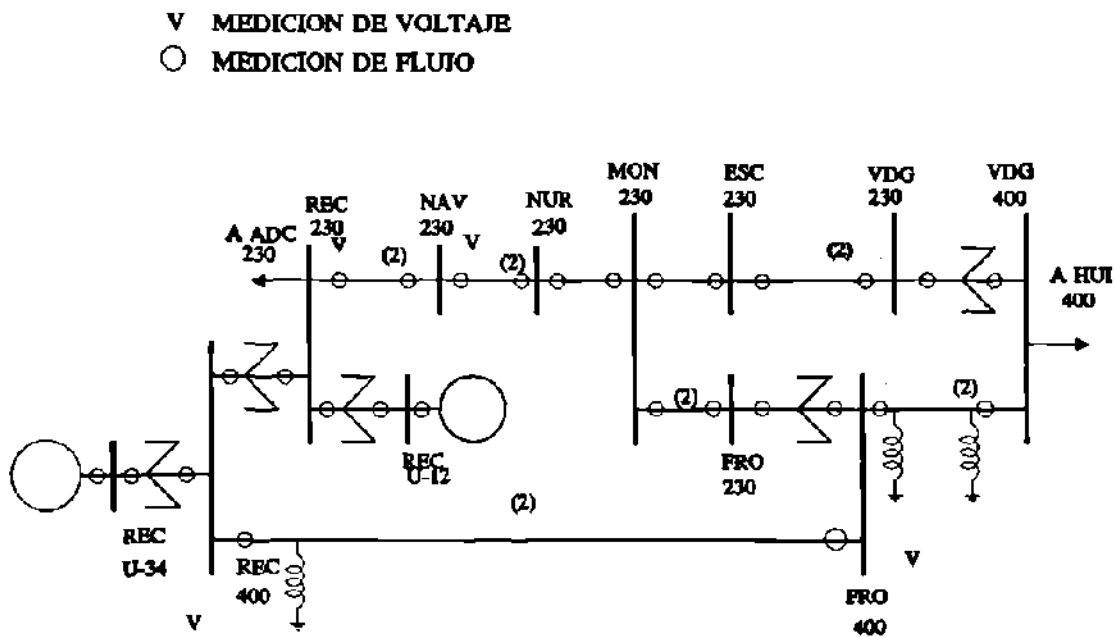 V MEDICION DE VOLTAJE
MEDICION DE FLUJO
MON
230
ESC
230
VDG
230
VDG
400
REC
230
NAV
230
NUR
230
A ADC
230
V
V
(2)
(2)
(2)
A HUI
400
(2)
(2)
REC
U-12
FRO
230
(2)
REC
U-34
REC
400
V
V
FRO
400